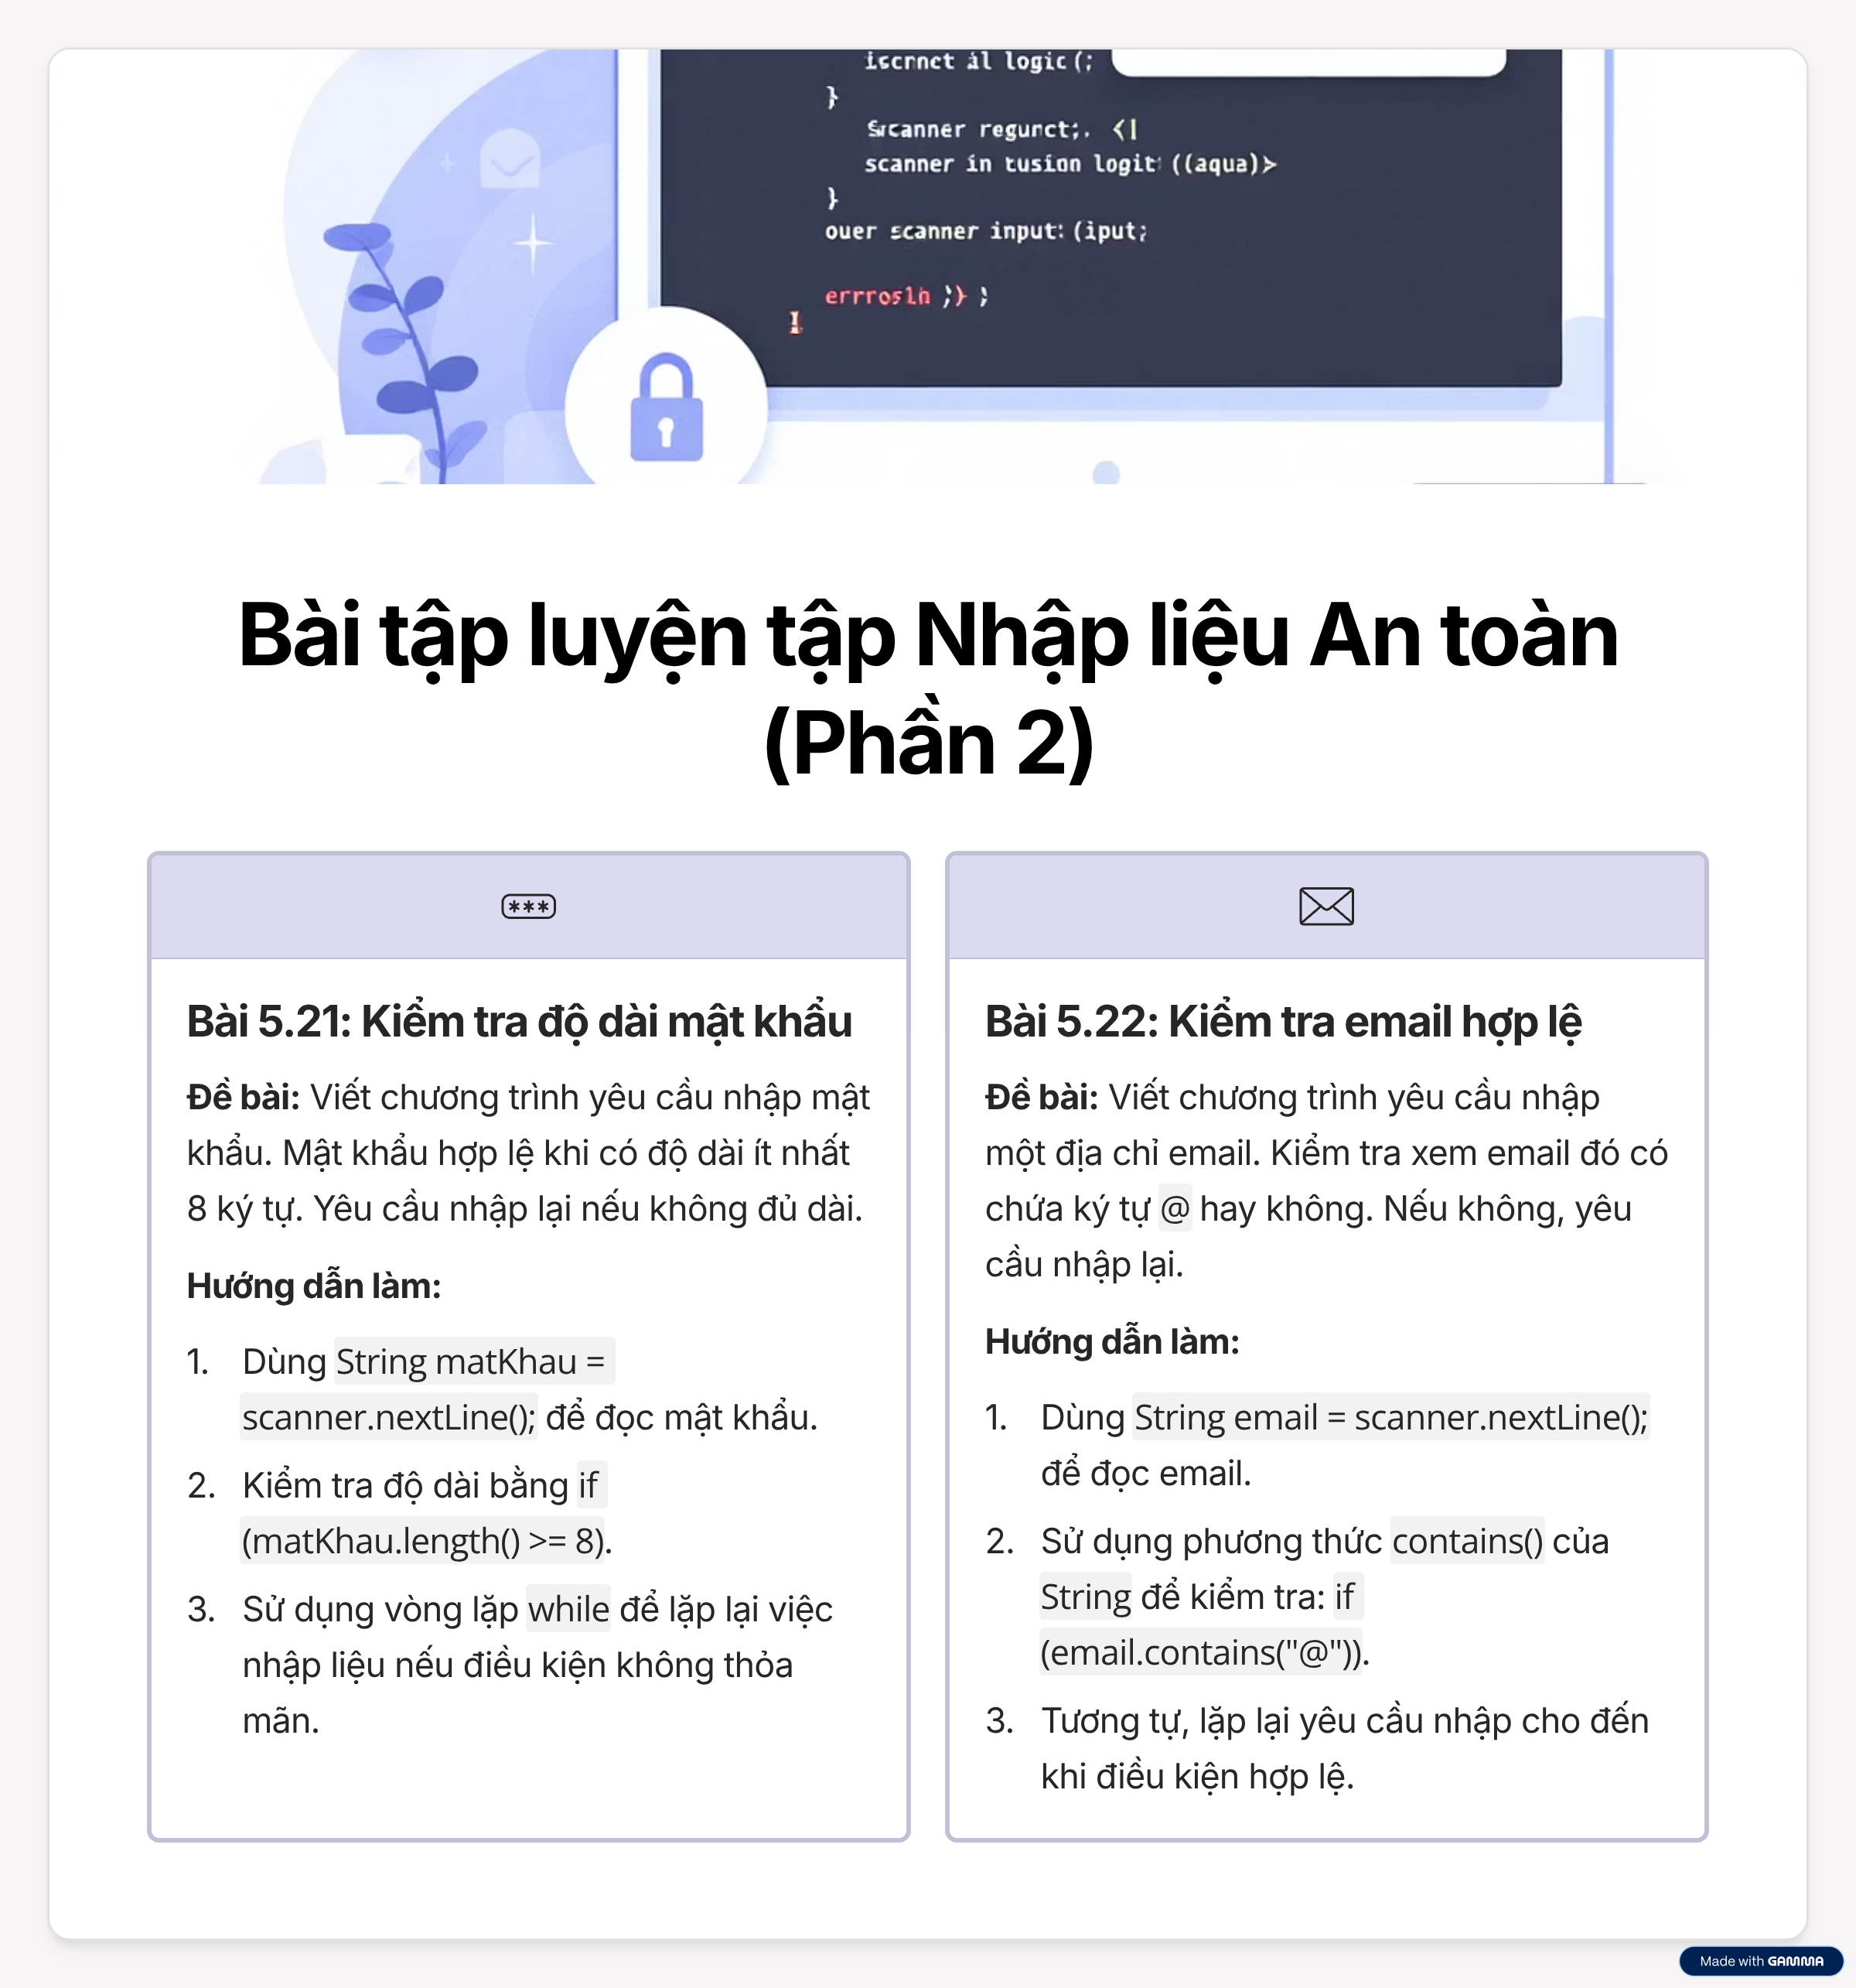 logic (;
}
scanner in tusion logit ((aqua)>
}
ouer scanner input: (iput;
errrosln ;) ;
!
Bài tập luyện tập Nhập liệu An toàn
(Phần 2)
***
Bài 5.21: Kiểm tra độ dài mật khẩu
Đề bài: Viết chương trình yêu cầu nhập mật
khẩu. Mật khẩu hợp lệ khi có độ dài ít nhất
8 ký tự. Yêu cầu nhập lại nếu không đủ dài.
Hướng dẫn làm:
1. Dùng String matKhau =
scanner.nextLine(); để đọc mật khẩu.
2. Kiểm tra độ dài bằng if
(matKhau.length() >= 8).
3. Sử dụng vòng lặp while để lặp lại việc
nhập liệu nếu điều kiện không thỏa
mãn.
Bài 5.22: Kiểm tra email hợp lệ
Đề bài: Viết chương trình yêu cầu nhập
một địa chỉ email. Kiểm tra xem email đó có
chứa ký tự @ hay không. Nếu không, yêu
cầu nhập lại.
Hướng dẫn làm:
1. Dùng String email = scanner.nextLine();
để đọc email.
2. Sử dụng phương thức contains() của
String để kiểm tra: if
(email.contains("@")).
3. Tương tự, lặp lại yêu cầu nhập cho đến
khi điều kiện hợp lệ.
Made with GAMMA